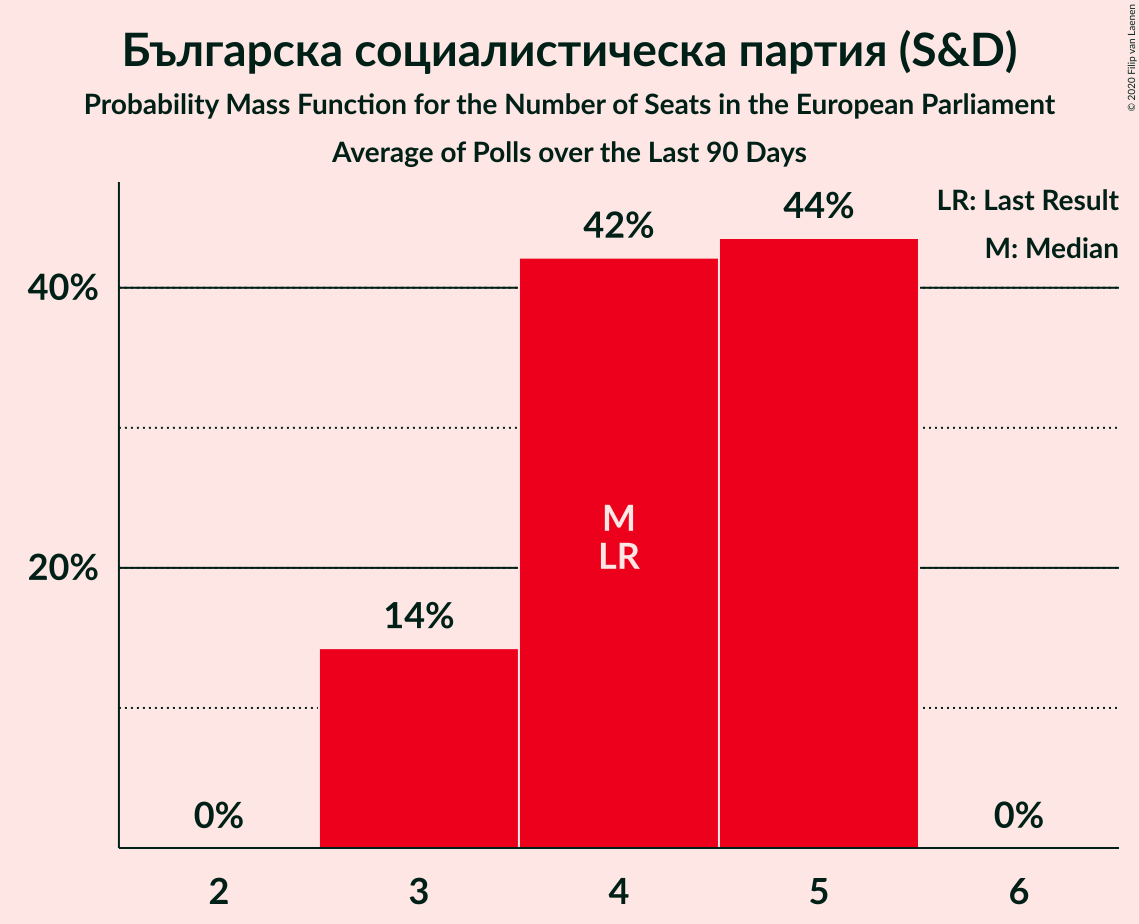 Българска социалистическа партия (S&D)
Probability Mass Function for the Number of Seats in the European Parliament
Average of Polls over the Last 90 Days
© 2020 Filip van Laenen
LR: Last Result
M: Median
44%
42%
40%
M
LR
20%
14%
0%
0%
2
3
4
5
6